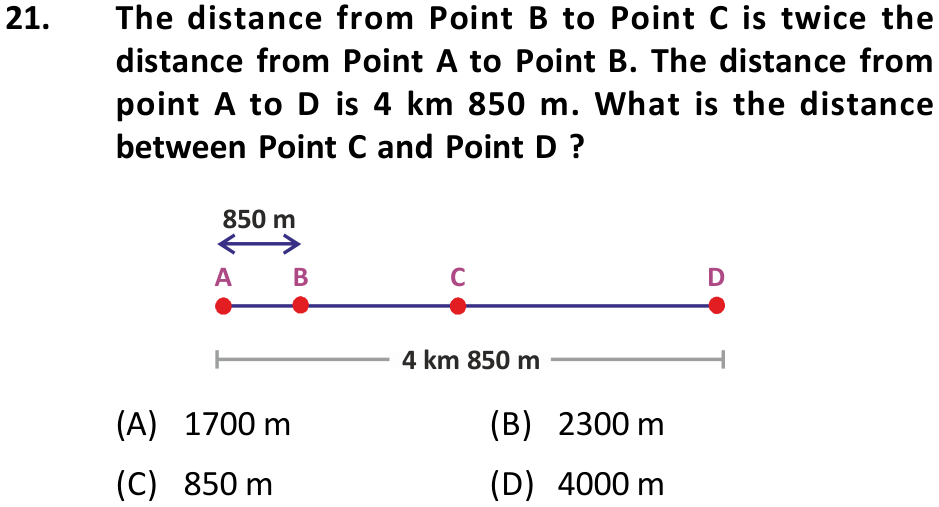 21. The distance from Point B to Point C is twice the
distance from Point A to Point B. The distance from
point A to D is 4 km 850 m. What is the distance
between Point C and Point D ?
850 m
A B C D
4 km 850 m
(A) 1700 m (B) 2300 m
(C) 850 m (D) 4000 m